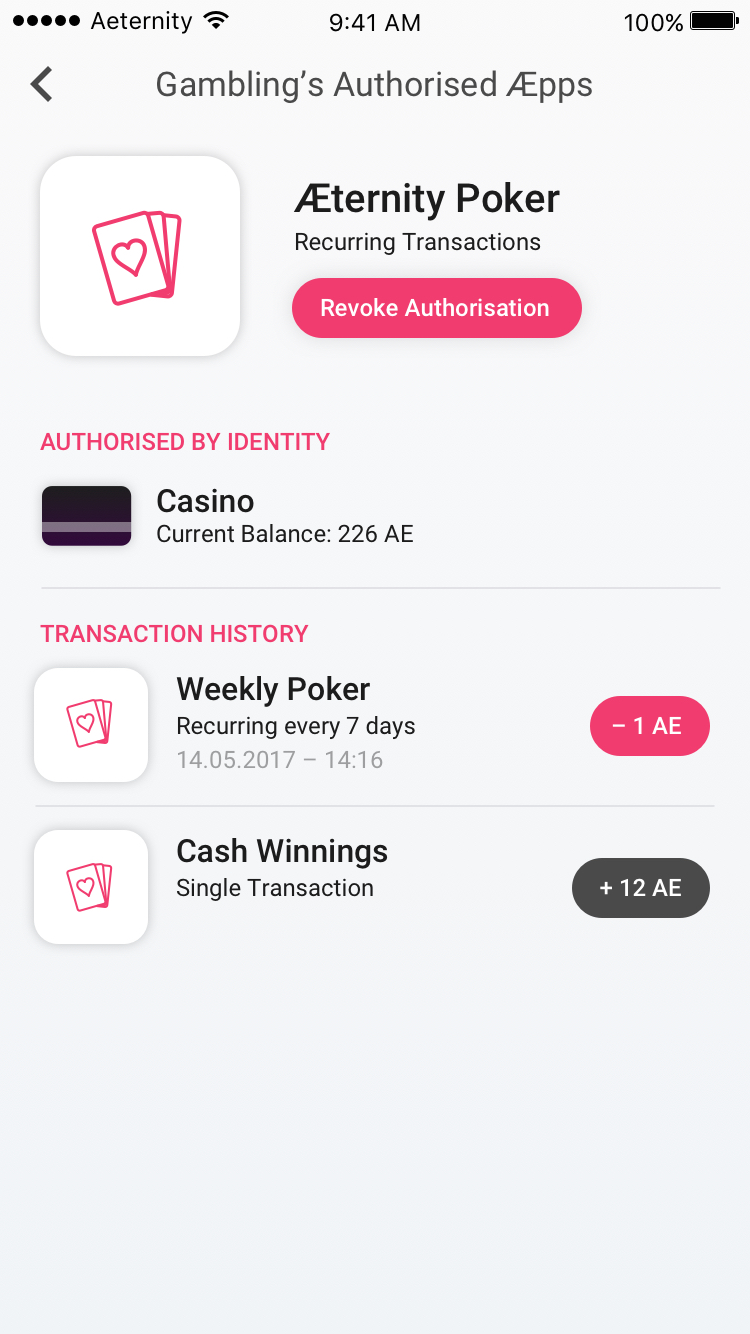 Aeternity 9:41 AM 100%
Gambling’s Authorised Æpps
Æternity Poker
Recurring Transactions
Revoke Authorisation
AUTHORISED BY IDENTITY
Casino
Current Balance: 226 AE
TRANSACTION HISTORY
Weekly Poker
Recurring every 7 days
– 1 AE
14.05.2017 – 14:16
Cash Winnings
Single Transaction
+ 12 AE